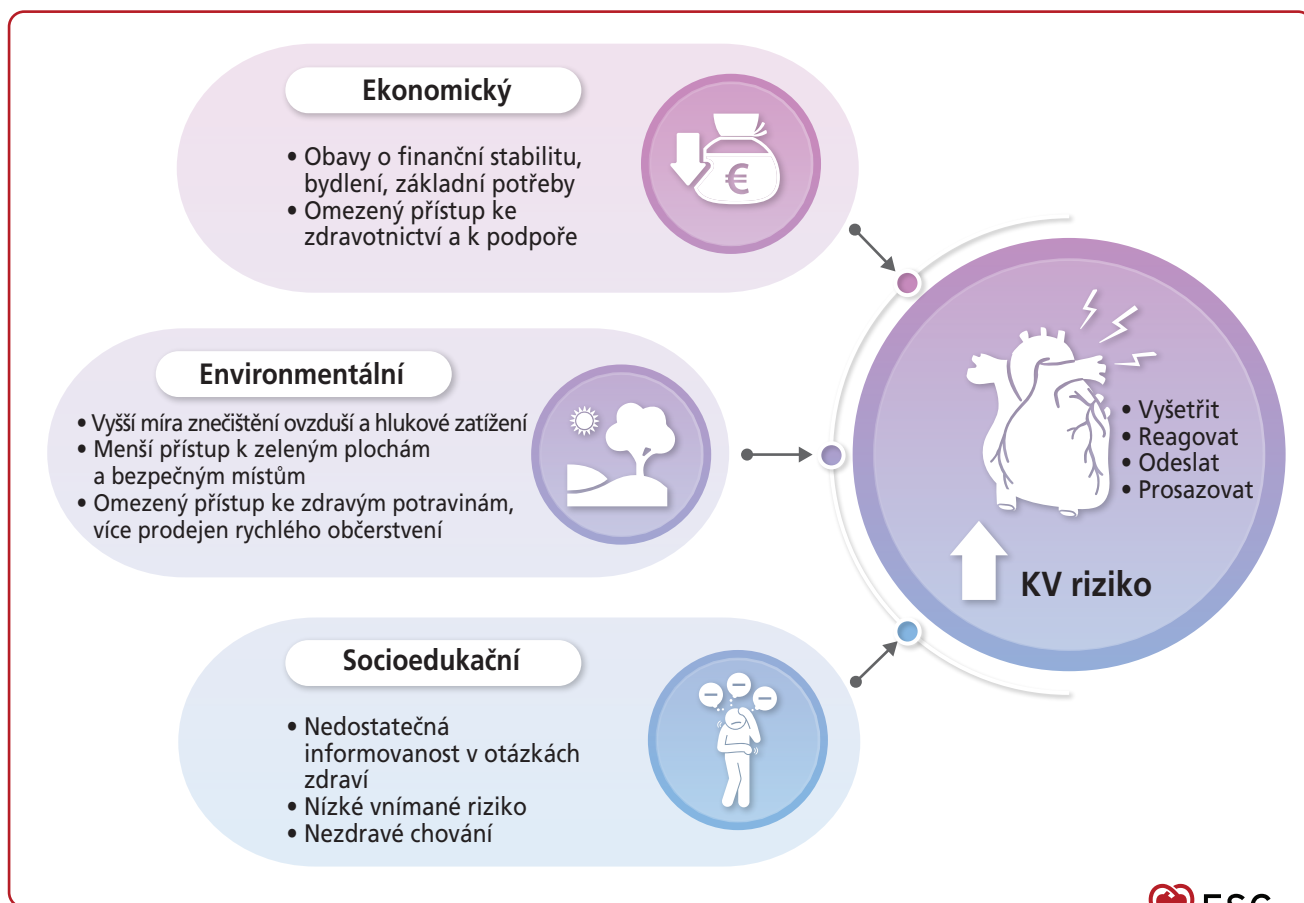 Ekonomický
• Obavy o finanční stabilitu,
bydlení, základní potřeby
• Omezený přístup ke
zdravotnictví a k podpoře
€
Environmentální
• Vyšší míra znečištění ovzduší a hlukové zatížení
• Menší přístup k zeleným plochám
a bezpečným místům
• Omezený přístup ke zdravým potravinám,
více prodejen rychlého občerstvení
Socioedukační
• Nedostatečná
informovanost v otázkách
zdraví
• Nízké vnímané riziko
• Nezdravé chování
• Vyšetřit
• Reagovat
• Odeslat
• Prosazovat
KV riziko
ESC